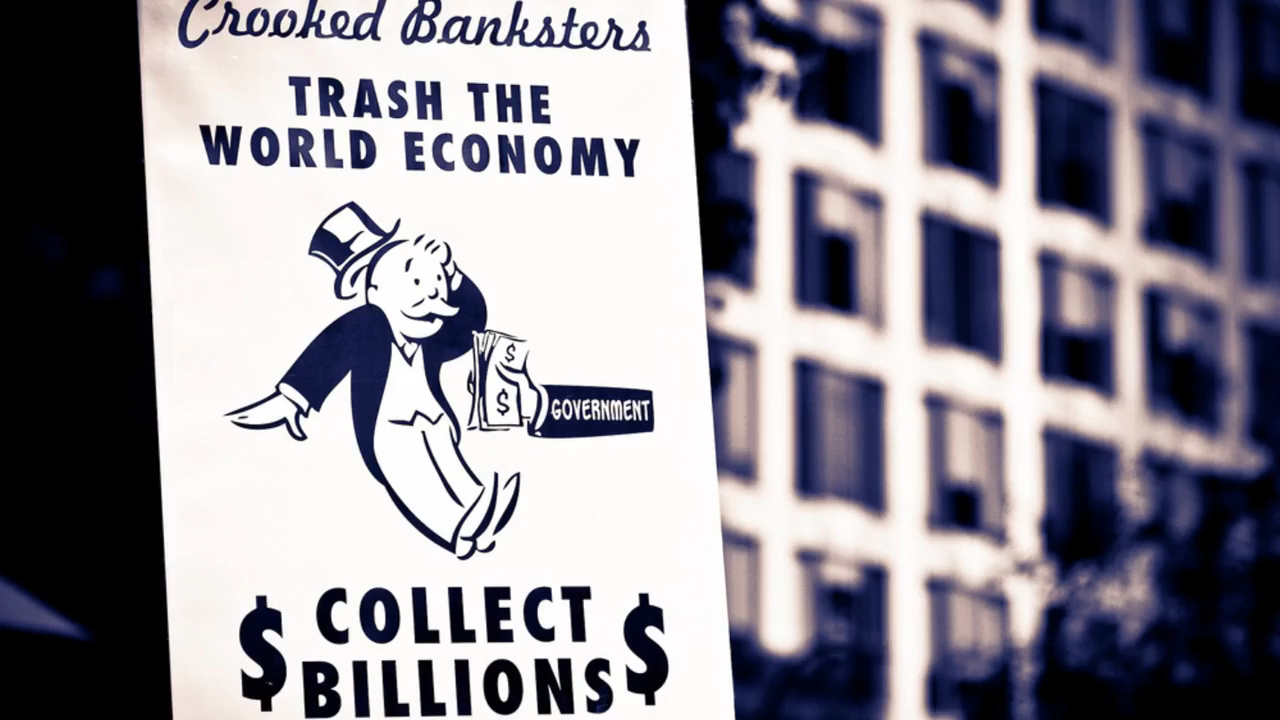 Crooked Banksters
TRASH THE
WORLD ECONOMY
$
$
GOVERNMENT
$ COLLECT $
BILLIONS